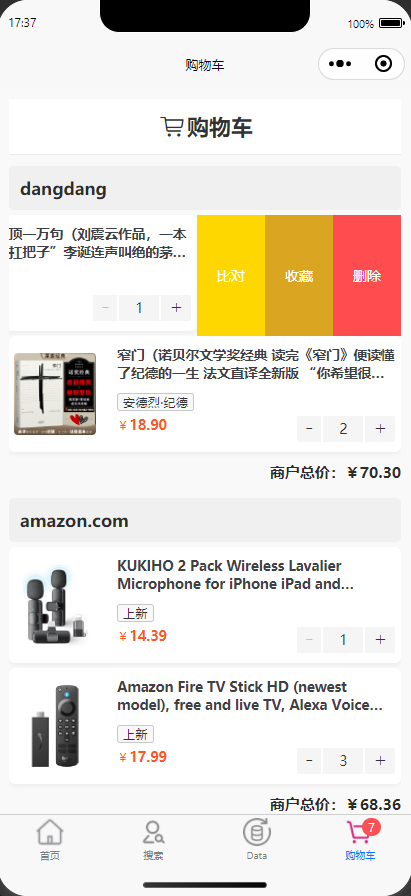 17:37
100%
购物车
购物车
dangdang
顶一万句（刘震云作品，一本
扛把子”李诞连声叫绝的茅...
− 1 +
比对
收藏
删除
窄门（诺贝尔文学奖经典 读完《窄门》便读懂
了纪德的一生 法文直译全新版 “你希望很...
安德烈·纪德
￥18.90
- 2 +
商户总价：￥70.30
amazon.com
KUKIHO 2 Pack Wireless Lavalier
Microphone for iPhone iPad and...
上新
￥14.39
− 1 +
Amazon Fire TV Stick HD (newest
model), free and live TV, Alexa Voice...
上新
￥17.99
- 3 +
商户总价：￥68.36
7
首页
搜索
Data
购物车